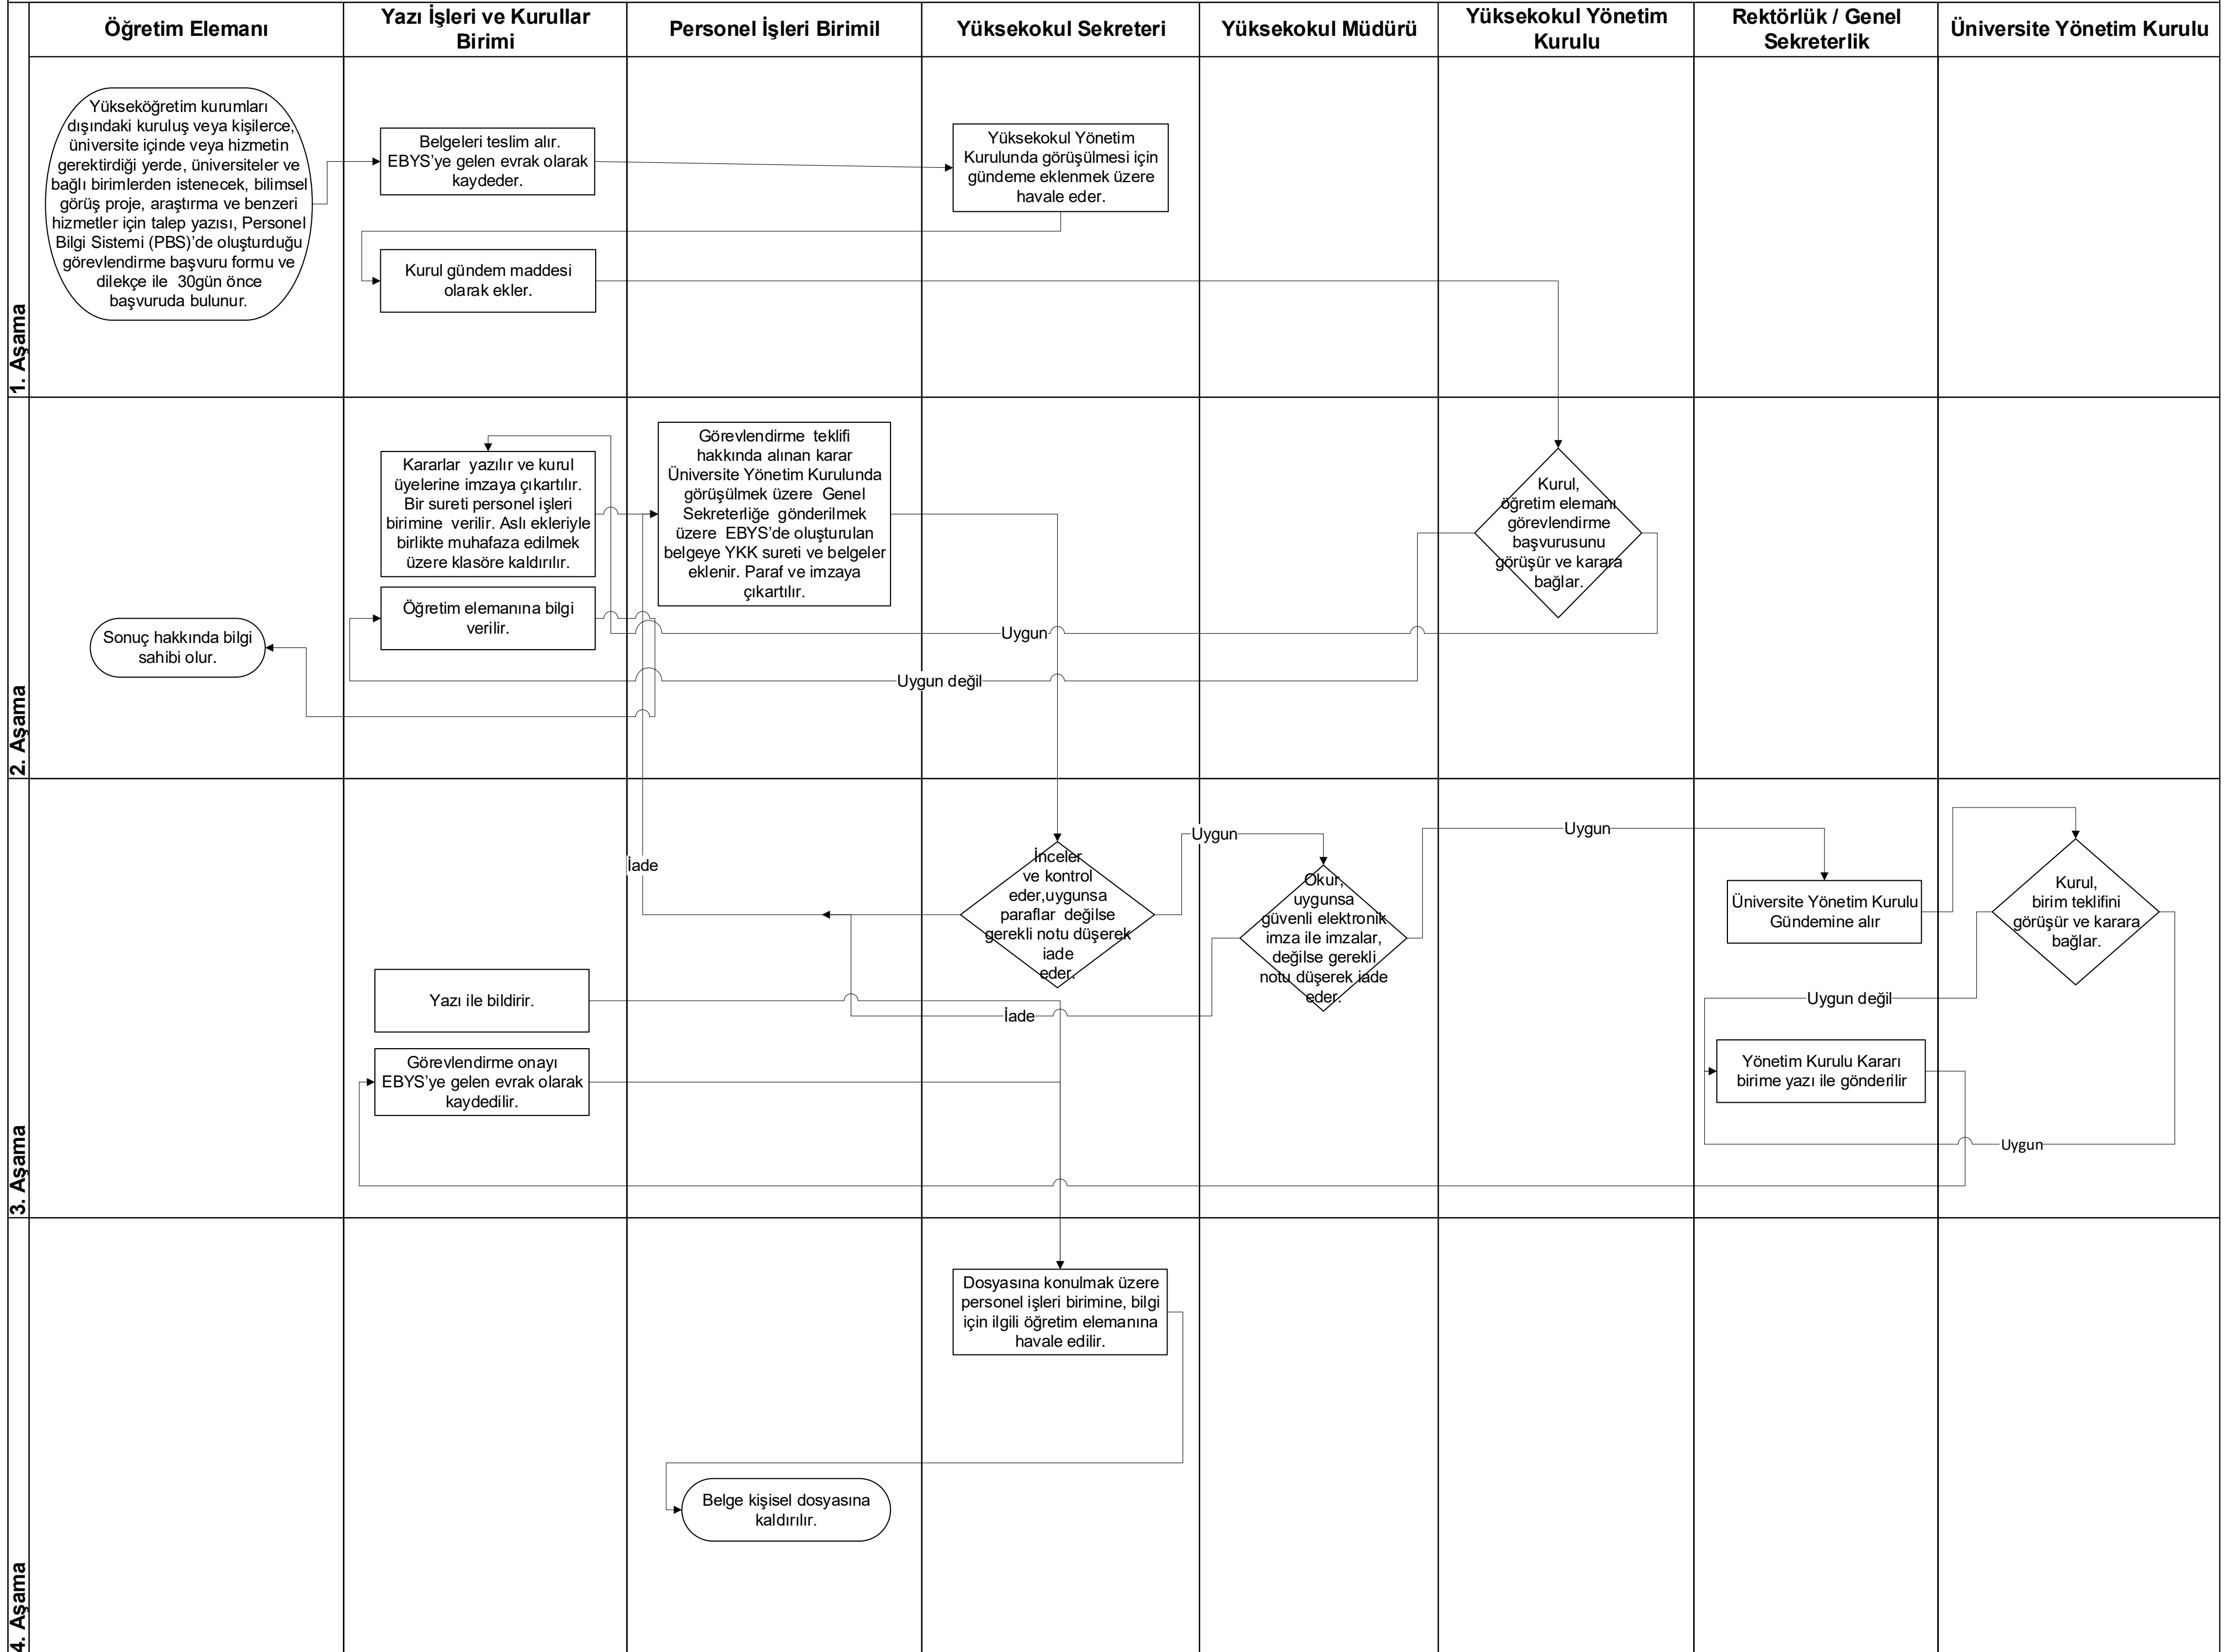 Öğretim Elemanı
Yazı İşleri ve Kurullar
Birimi
Personel İşleri Birimil
Yüksekokul Sekreteri
Yüksekokul Müdürü
Yüksekokul Yönetim
Kurulu
Rektörlük / Genel
Sekreterlik
Üniversite Yönetim Kurulu
1. Aşama
Yükseköğretim kurumları
dışındaki kuruluş veya kişilerce,
üniversite içinde veya hizmetin
gerektirdiği yerde, üniversiteler ve
bağlı birimlerden istenecek, bilimsel
görüş proje, araştırma ve benzeri
hizmetler için talep yazısı, Personel
Bilgi Sistemi (PBS)’de oluşturduğu
görevlendirme başvuru formu ve
dilekçe ile  30gün önce
başvuruda bulunur.
Belgeleri teslim alır.
EBYS’ye gelen evrak olarak
kaydeder.
Yüksekokul Yönetim
Kurulunda görüşülmesi için
gündeme eklenmek üzere
havale eder.
Kurul gündem maddesi
olarak ekler.
2. Aşama
Kararlar  yazılır ve kurul
üyelerine imzaya çıkartılır.
Bir sureti personel işleri
birimine  verilir. Aslı ekleriyle
birlikte muhafaza edilmek
üzere klasöre kaldırılır.
Görevlendirme  teklifi
hakkında alınan karar
Üniversite Yönetim Kurulunda
görüşülmek üzere  Genel
Sekreterliğe  gönderilmek
üzere  EBYS’de oluşturulan
belgeye YKK sureti ve belgeler
eklenir. Paraf ve imzaya
çıkartılır.
Kurul,
öğretim elemanı
görevlendirme
başvurusunu
görüşür ve karara
bağlar.
Öğretim elemanına bilgi
verilir.
Sonuç hakkında bilgi
sahibi olur.
Uygun
Uygun değil
3. Aşama
İade
İnceler
ve kontrol
eder,uygunsa
paraflar  değilse
gerekli notu düşerek
iade
eder.
Uygun
Okur,
uygunsa
güvenli elektronik
imza ile imzalar,
değilse gerekli
notu düşerek iade
eder.
Uygun
Üniversite Yönetim Kurulu
Gündemine alır
Kurul,
birim teklifini
görüşür ve karara
bağlar.
Yazı ile bildirir.
İade
Uygun değil
Görevlendirme onayı
EBYS’ye gelen evrak olarak
kaydedilir.
Yönetim Kurulu Kararı
birime yazı ile gönderilir
Uygun
4. Aşama
Dosyasına konulmak üzere
personel işleri birimine, bilgi
için ilgili öğretim elemanına
havale edilir.
Belge kişisel dosyasına
kaldırılır.